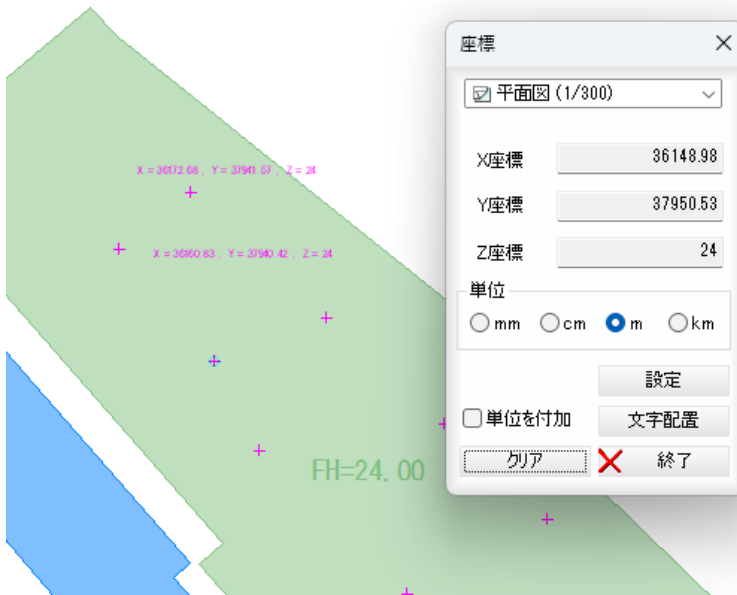 座標
平面図 (1/300)
X座標 36148.98
Y座標 37950.53
Z座標 24
単位
mm cm m km
設定
単位を付加 文字配置
クリア 終了
X = 36172.68 , Y = 37941.57 , Z = 24
X = 36160.83 , Y = 37940.42 , Z = 24
FH=24.00